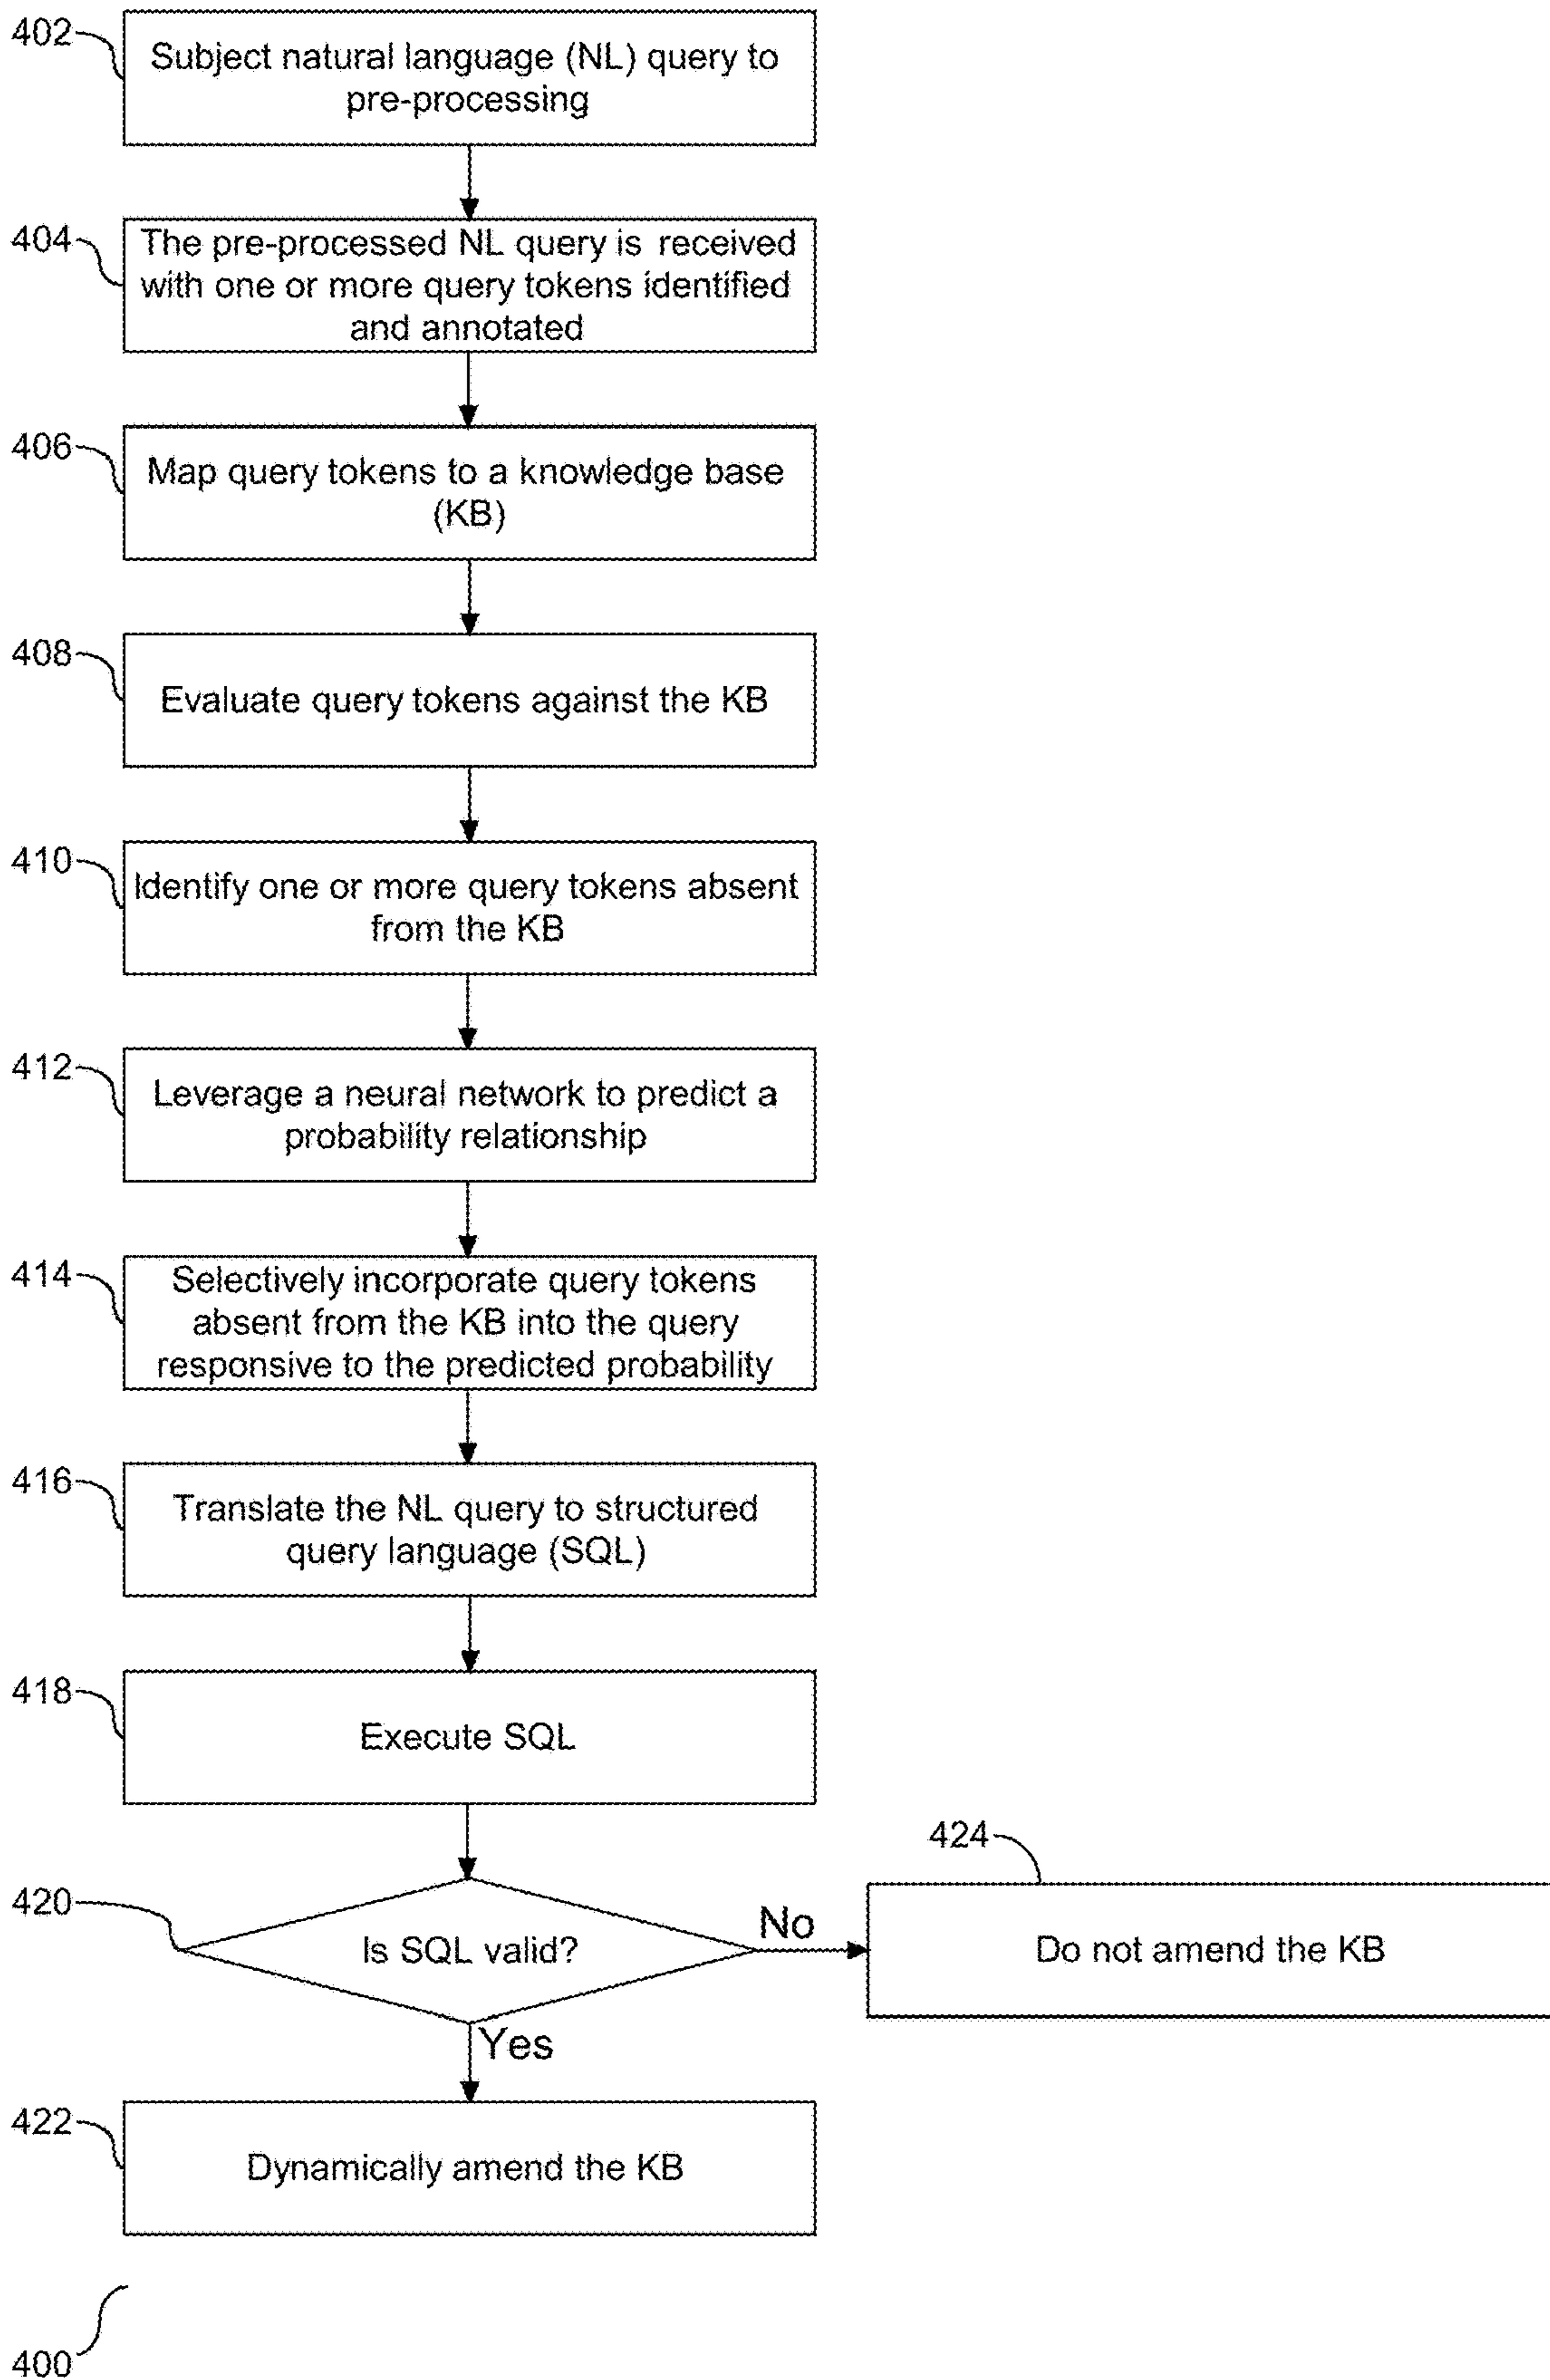 402
Subject natural language (NL) query to
pre-processing
404
The pre-processed NL query is received
with one or more query tokens identified
and annotated
406
Map query tokens to a knowledge base
(KB)
408
Evaluate query tokens against the KB
410
Identify one or more query tokens absent
from the KB
412
Leverage a neural network to predict a
probability relationship
414
Selectively incorporate query tokens
absent from the KB into the query
responsive to the predicted probability
416
Translate the NL query to structured
query language (SQL)
418
Execute SQL
424
420
Is SQL valid?
No
Do not amend the KB
Yes
422
Dynamically amend the KB
400